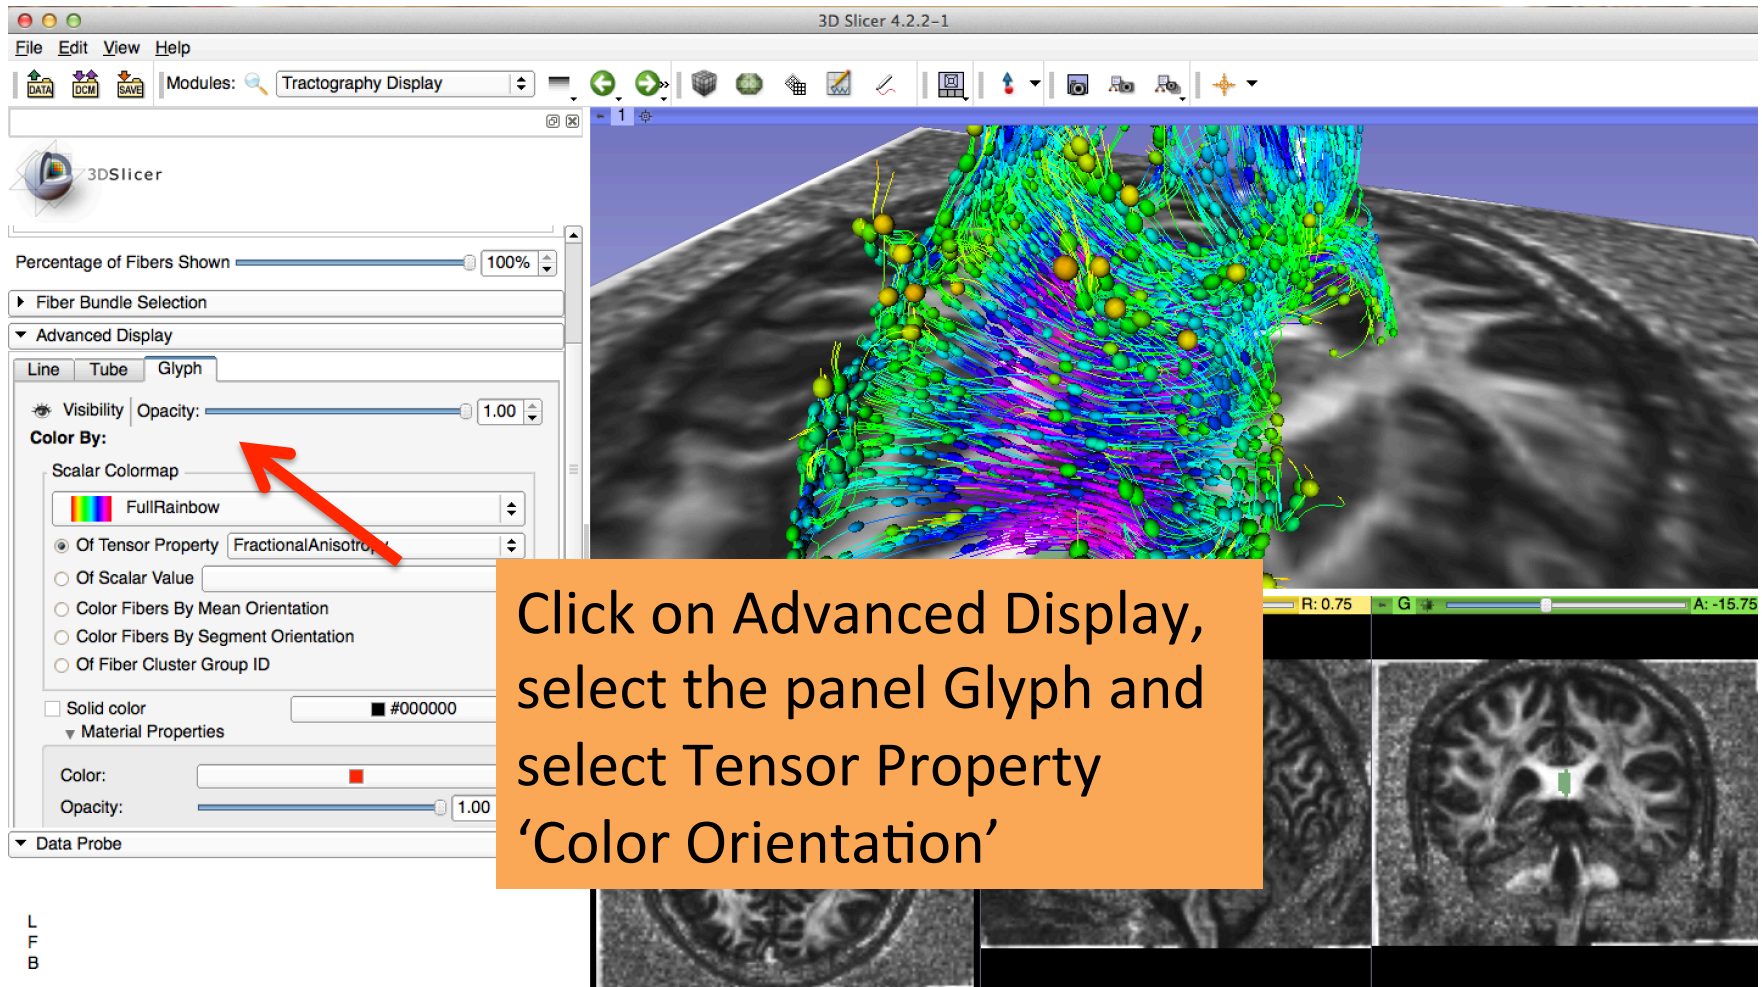 3D Slicer 4.2.2-1
File Edit View Help
DATA DCM SAVE Modules: Tractography Display
1
3DSlicer
Percentage of Fibers Shown 100%
Fiber Bundle Selection
Advanced Display
Line Tube Glyph
Visibility Opacity: 1.00
Color By:
Scalar Colormap
FullRainbow
Of Tensor Property FractionalAnisotropy
Of Scalar Value
Color Fibers By Mean Orientation
Color Fibers By Segment Orientation
Of Fiber Cluster Group ID
Solid color #000000
Material Properties
Color:
Opacity: 1.00
Data Probe
L
F
B
Click on Advanced Display,
select the panel Glyph and
select Tensor Property
‘Color Orientation’
R: 0.75
G A: -15.75